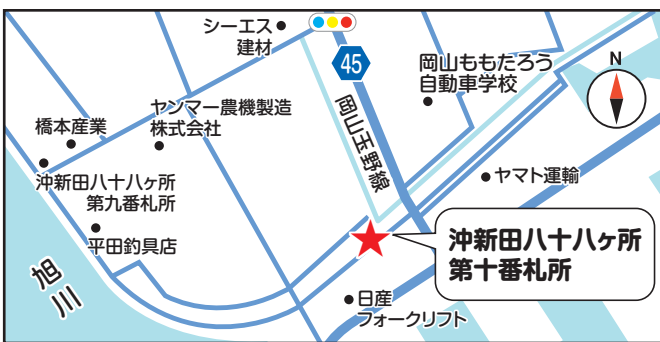 シーエス
建材
45
岡山玉野線
岡山ももたろう
自動車学校
N
ヤンマー農機製造
株式会社
橋本産業
沖新田八十八ヶ所
第九番札所
平田釣具店
旭川
ヤマト運輸
沖新田八十八ヶ所
第十番札所
日産
フォークリフト